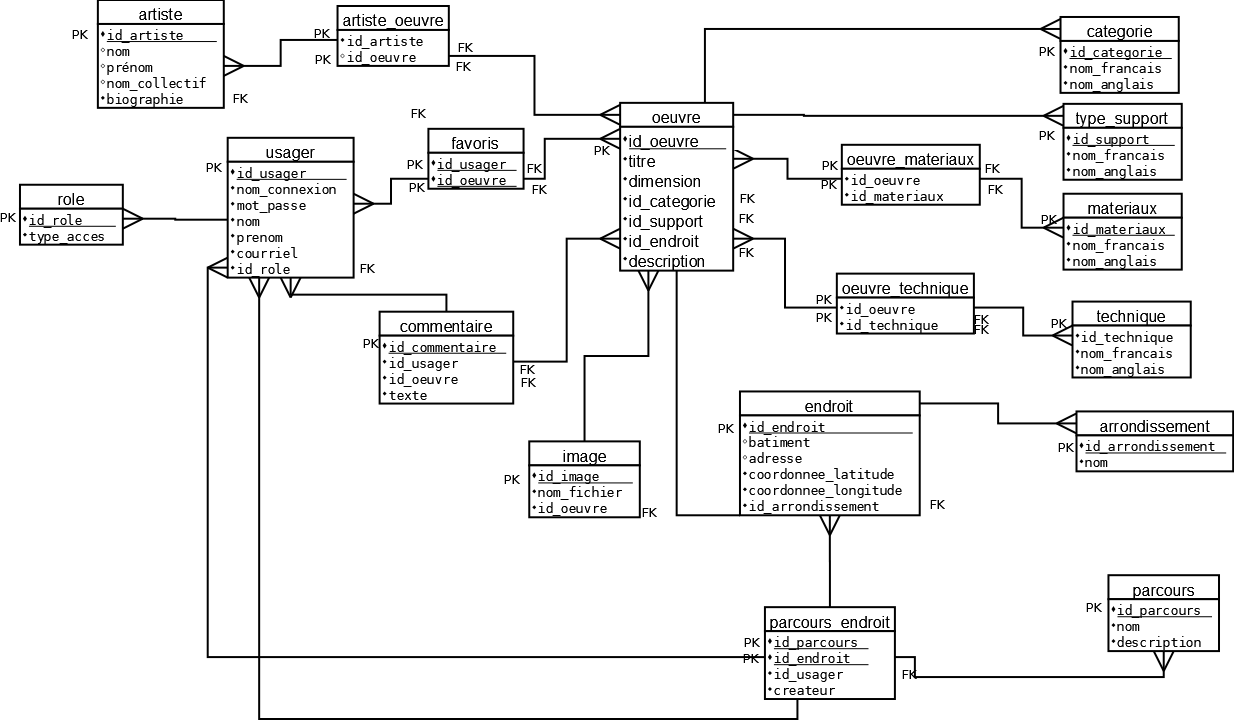 artiste
PK id_artiste
nom
prénom
nom_collectif
biographie FK
artiste_oeuvre
PK id_artiste FK
PK id_oeuvre FK
categorie
PK id_categorie
nom_francais
nom_anglais
type_support
PK id_support
nom_francais
nom_anglais
FK
oeuvre
PK id_oeuvre
titre
dimension
id_categorie FK
id_support FK
id_endroit FK
description
favoris
PK id_usager FK
PK id_oeuvre FK
oeuvre_materiaux
PK id_oeuvre FK
PK id_materiaux FK
usager
PK id_usager
nom_connexion
mot_passe
nom
prenom
courriel
id_role FK
role
PK id_role
type_acces
materiaux
PK id_materiaux
nom_francais
nom_anglais
oeuvre_technique
PK id_oeuvre FK
PK id_technique FK
technique
PK id_technique
nom_francais
nom_anglais
commentaire
PK id_commentaire
id_usager FK
id_oeuvre FK
texte
endroit
PK id_endroit
batiment
adresse
coordonnee_latitude
coordonnee_longitude
id_arrondissement FK
arrondissement
PK id_arrondissement
nom
image
PK id_image
nom_fichier
id_oeuvre FK
parcours
PK id_parcours
nom
description
parcours_endroit
PK id_parcours
PK id_endroit
id_usager FK
createur